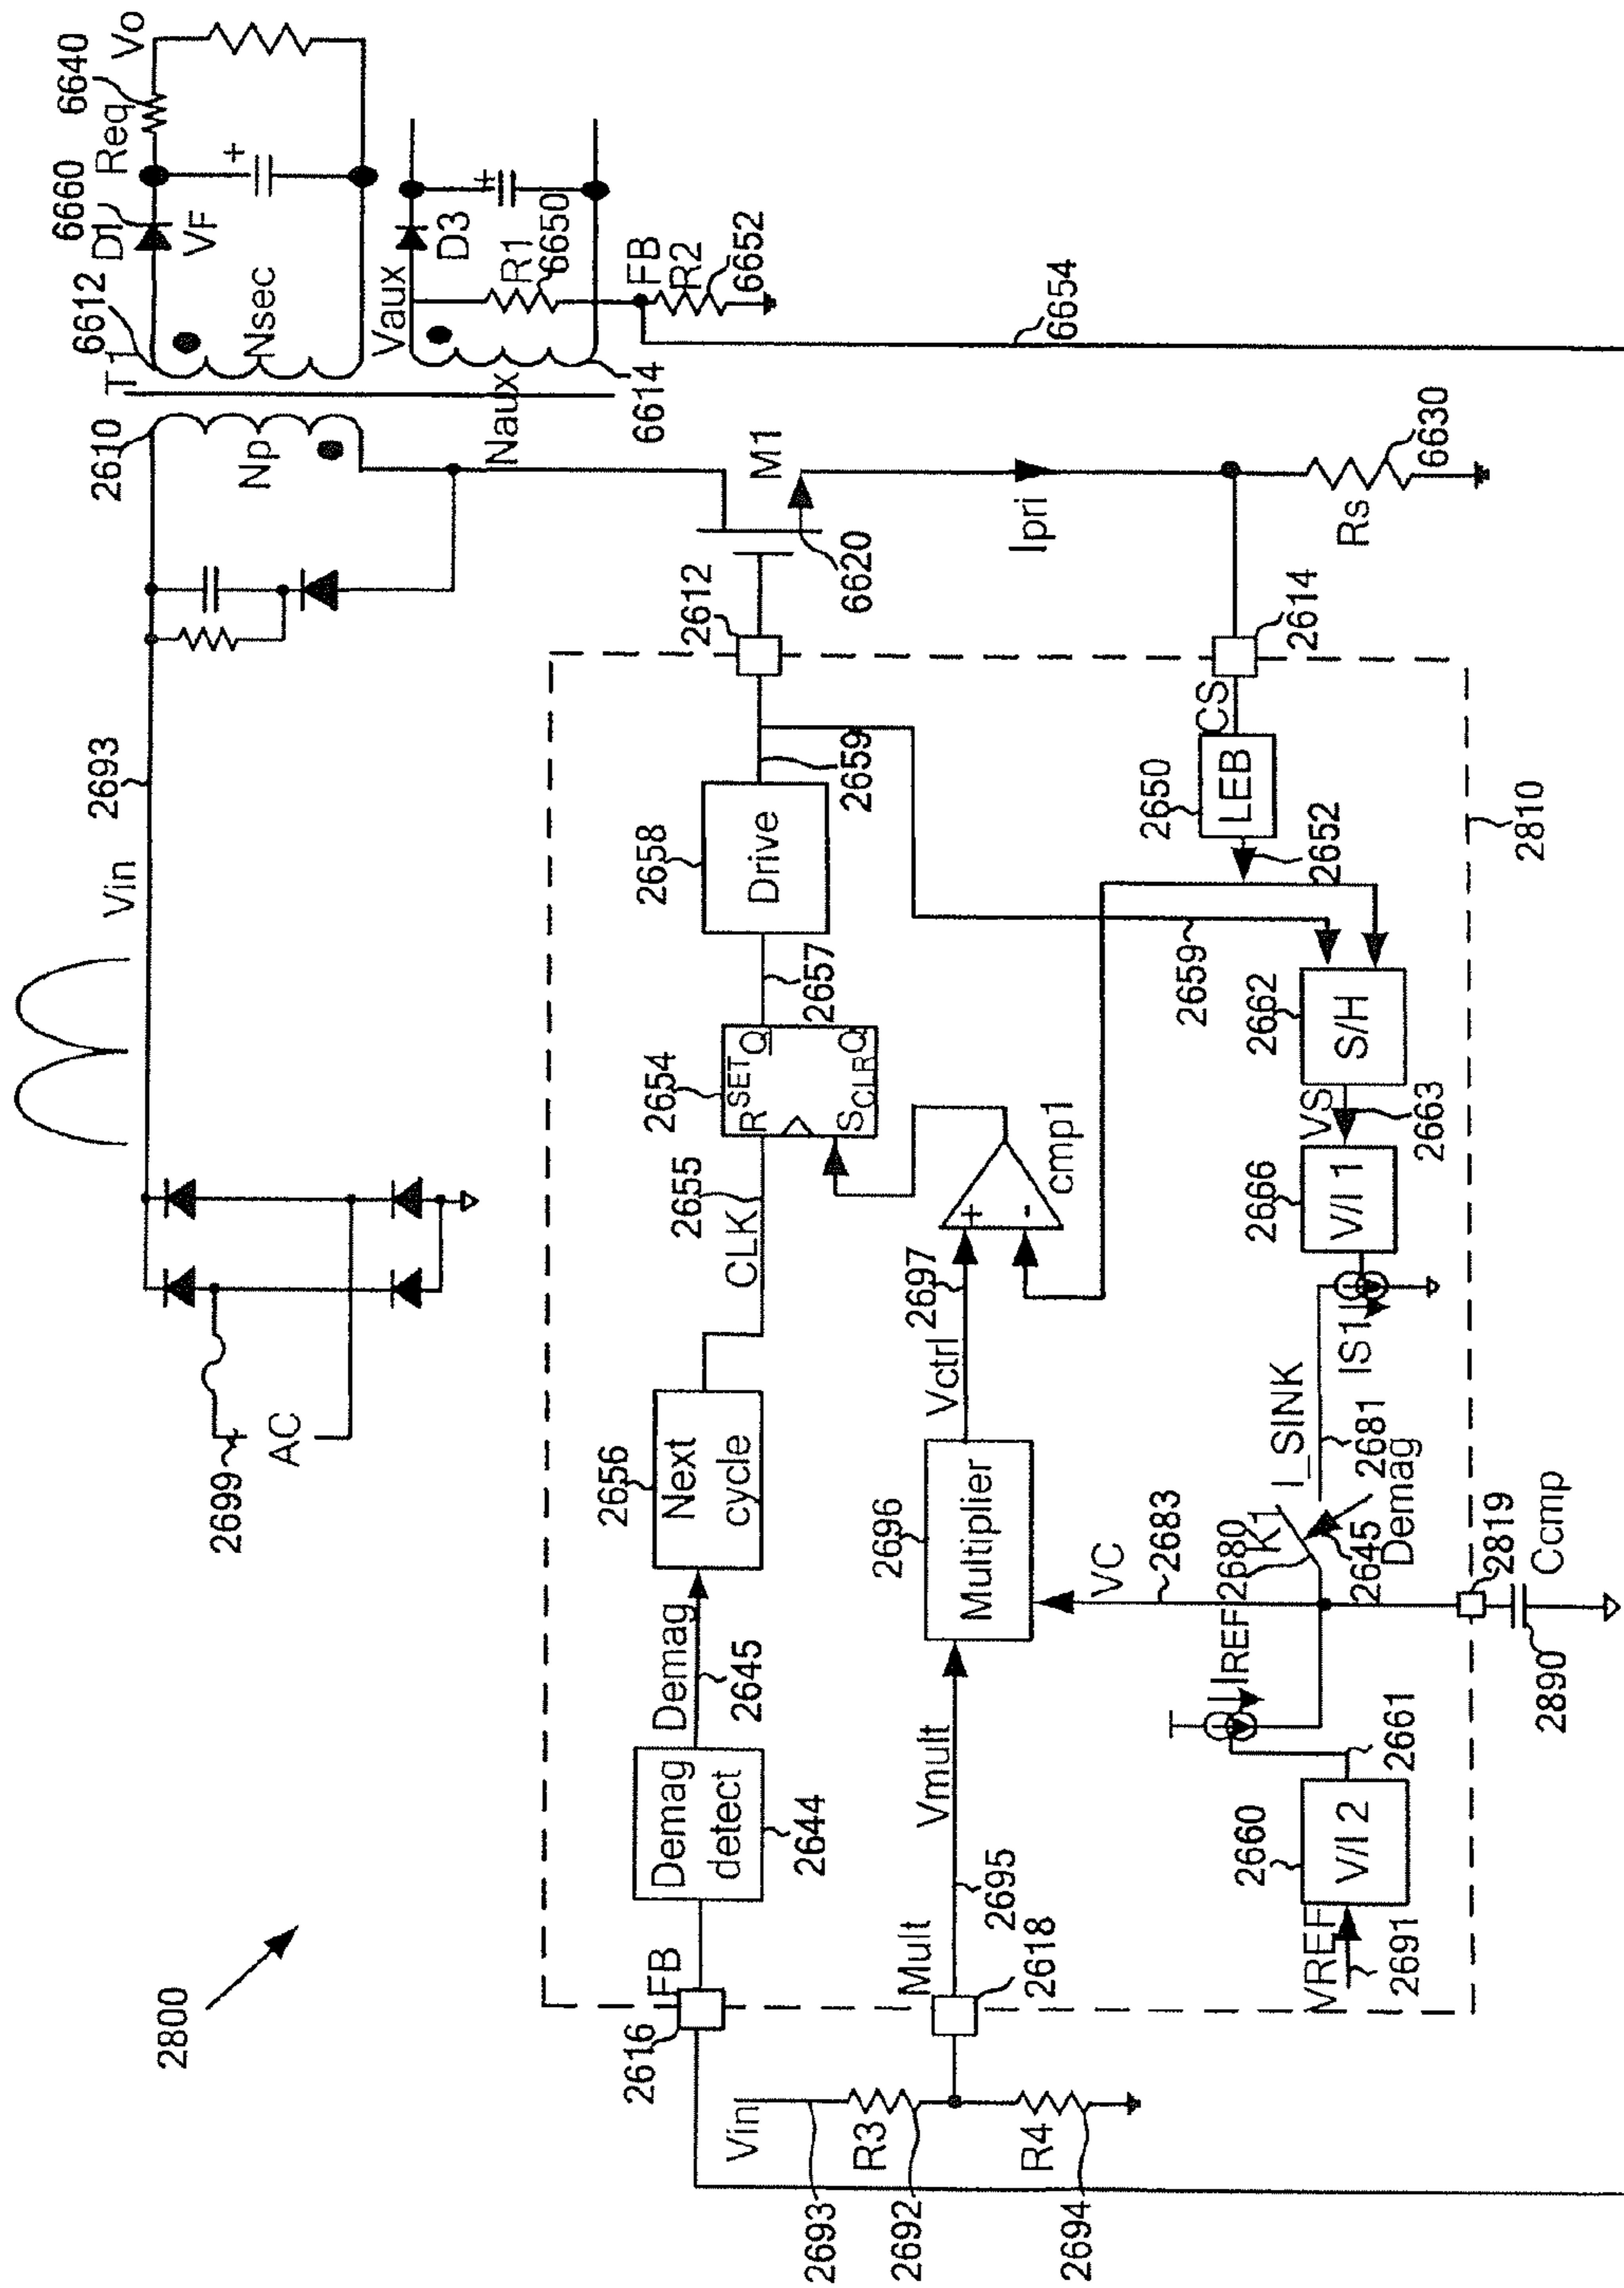 2800
Vin
2693
2610
T1
6612
D1
6660
Req
6640
Vo
VF
Nsec
Np
Naux
Vaux
D3
R1
6650
FB
R2
6652
6614
6654
2699
AC
2616
FB
Demag
detect
2644
Demag
2645
Next
cycle
2656
CLK
2655
2654
R SET Q
S CLR Q
2657
Drive
2658
2659
2612
M1
6620
Ipri
Rs
6630
Vin
2693
R3
2692
R4
2694
Mult
2618
Vmult
2695
Multiplier
2696
Vctrl
2697
+
-
cmp1
2659
2650
LEB
2652
CS
2614
VC
2683
VREF
2691
2660
V/I 2
2661
IREF
2680
K1
2645
Demag
I_SINK
2681
IS1
2666
V/I 1
VS
2663
2662
S/H
2810
2819
Ccmp
2890